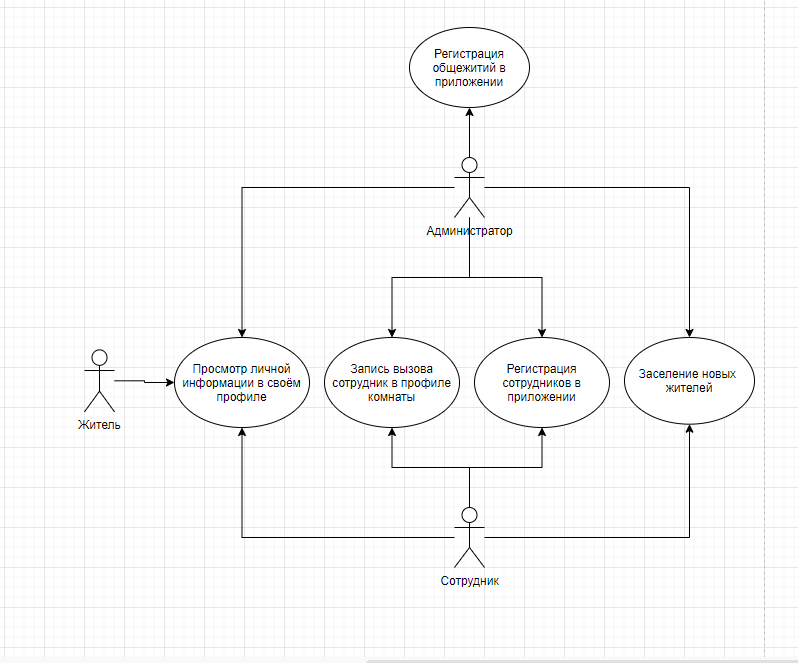 Регистрация
общежитий в
приложении
Администратор
Просмотр личной
информации в своём
профиле
Запись вызова
сотрудник в профиле
комнаты
Регистрация
сотрудников в
приложении
Заселение новых
жителей
Житель
Сотрудник